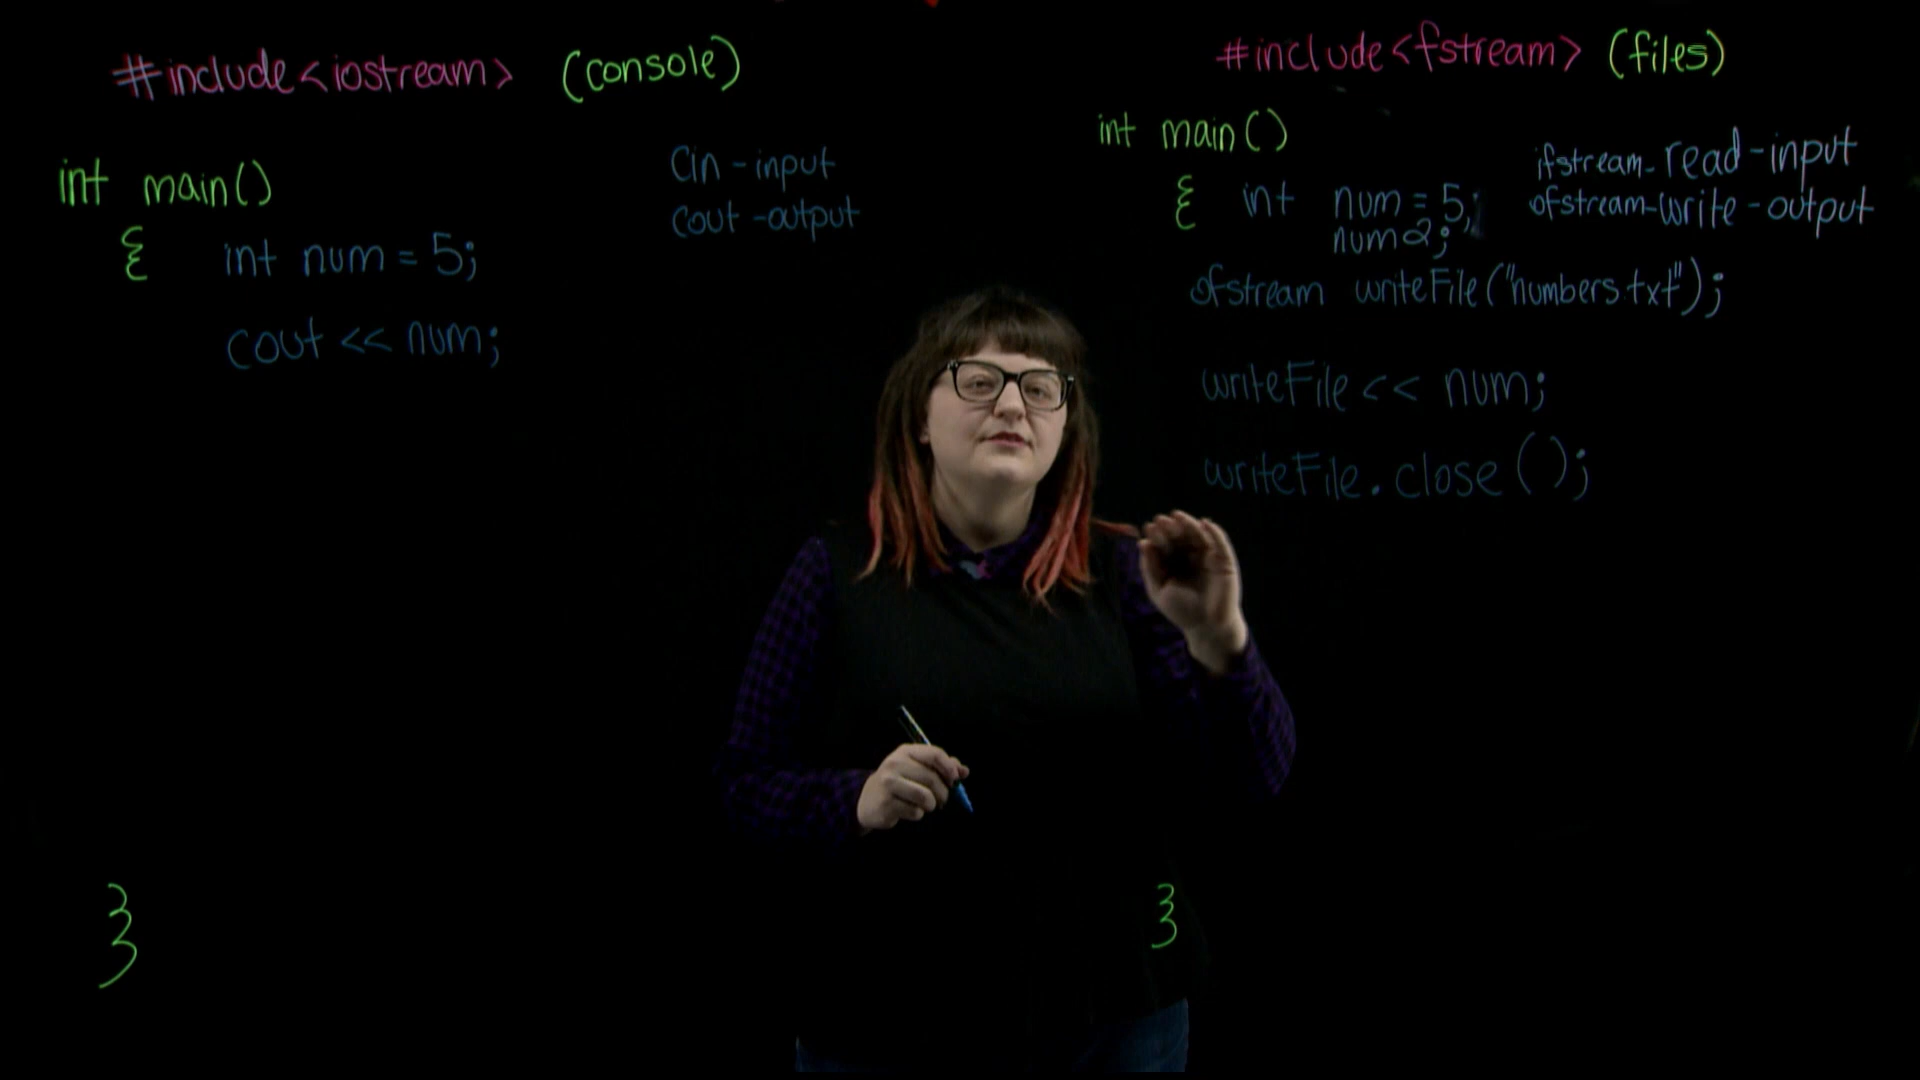 #include<iostream> (console)
int main()
{ int num = 5;
cout << num;
}
Cin - input
cout - output
#include<fstream> (files)
int main()
{ int num = 5,;
num2;
ifstream - read - input
ofstream - write - output
ofstream writeFile("numbers.txt");
writeFile << num;
writeFile.close();
}